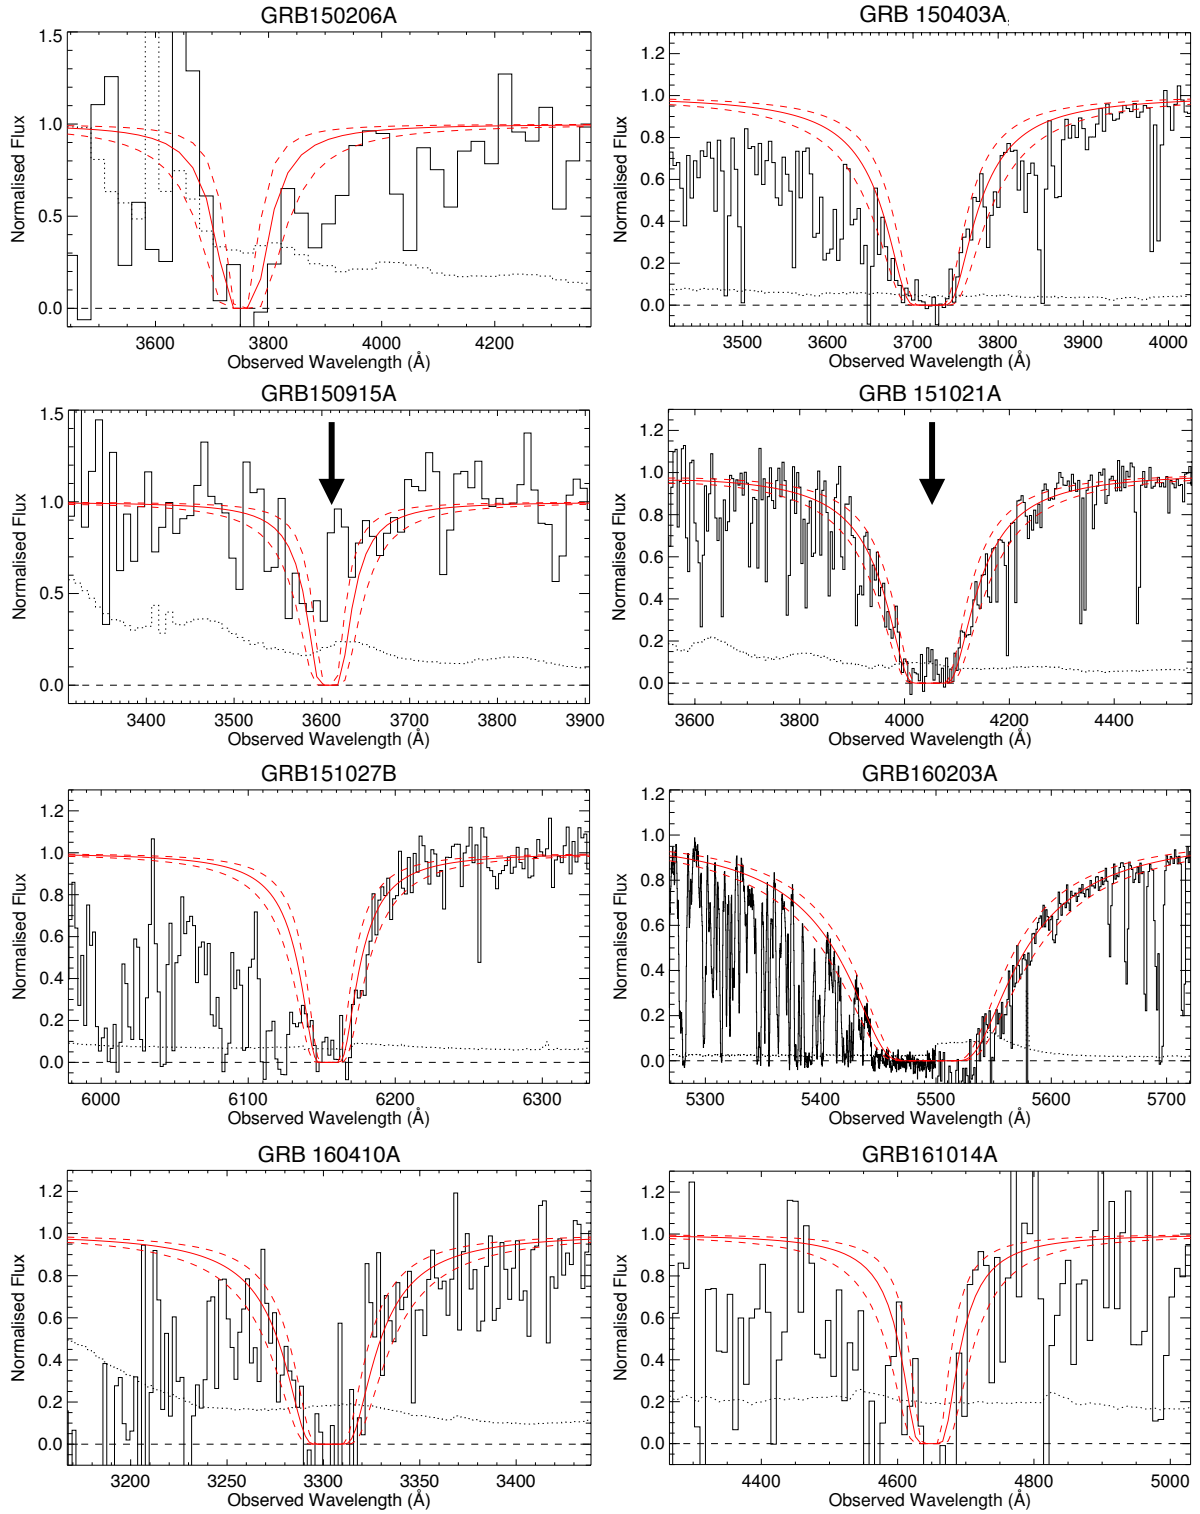 GRB150206A
1.5
1.0
0.5
0.0
Normalised Flux
3600 3800 4000 4200
Observed Wavelength (Å)
GRB 150403A
1.2
1.0
0.8
0.6
0.4
0.2
0.0
Normalised Flux
3500 3600 3700 3800 3900 4000
Observed Wavelength (Å)
GRB150915A
1.5
1.0
0.5
0.0
Normalised Flux
3400 3500 3600 3700 3800 3900
Observed Wavelength (Å)
GRB 151021A
1.2
1.0
0.8
0.6
0.4
0.2
0.0
Normalised Flux
3600 3800 4000 4200 4400
Observed Wavelength (Å)
GRB151027B
1.2
1.0
0.8
0.6
0.4
0.2
0.0
Normalised Flux
6000 6100 6200 6300
Observed Wavelength (Å)
GRB160203A
1.2
1.0
0.8
0.6
0.4
0.2
0.0
Normalised Flux
5300 5400 5500 5600 5700
Observed Wavelength (Å)
GRB 160410A
1.2
1.0
0.8
0.6
0.4
0.2
0.0
Normalised Flux
3200 3250 3300 3350 3400
Observed Wavelength (Å)
GRB161014A
1.2
1.0
0.8
0.6
0.4
0.2
0.0
Normalised Flux
4400 4600 4800 5000
Observed Wavelength (Å)